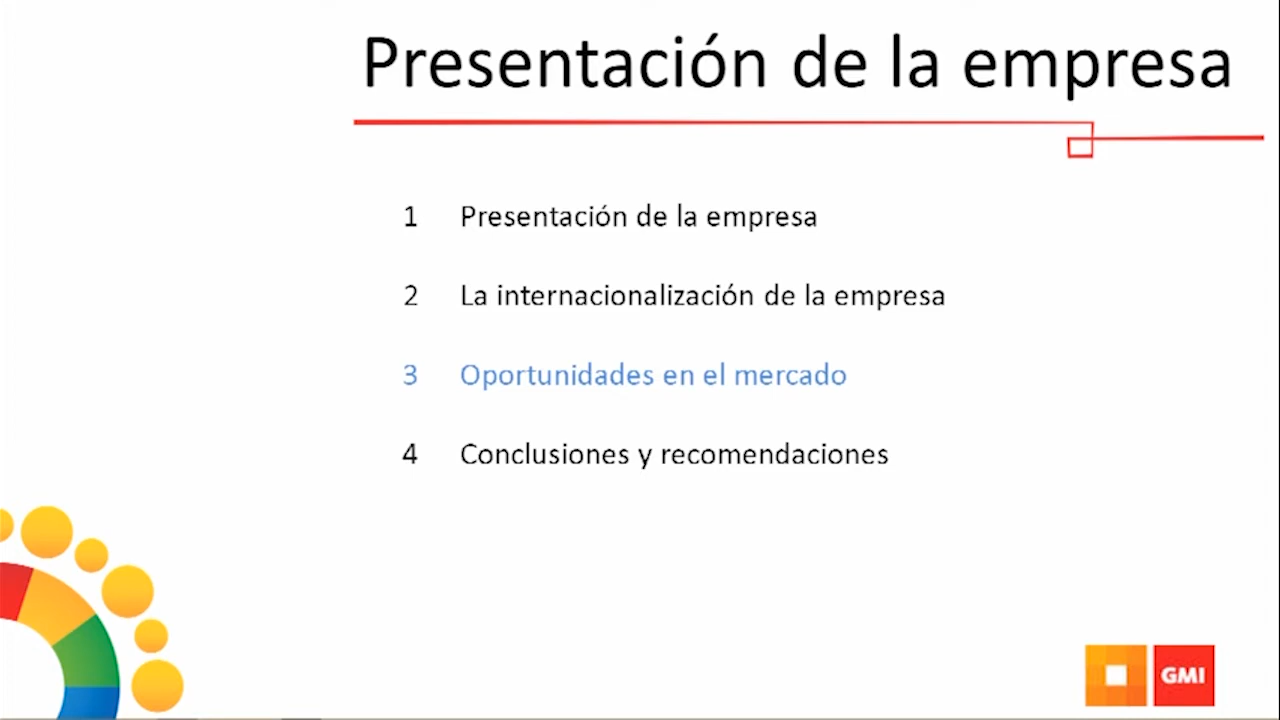 Presentación de la empresa
1 Presentación de la empresa
2 La internacionalización de la empresa
3 Oportunidades en el mercado
4 Conclusiones y recomendaciones
GMI